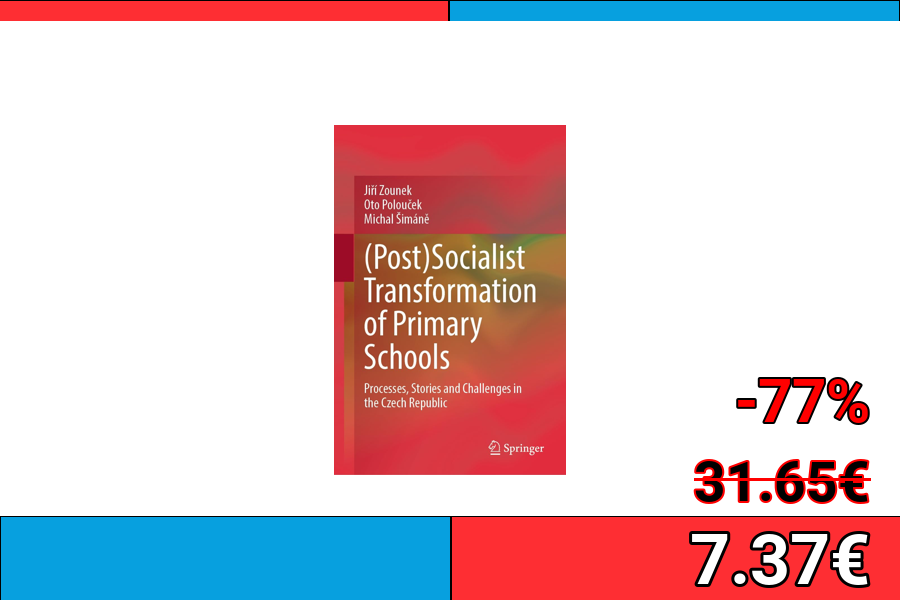 Jiří Zounek
Oto Polouček
Michal Šimáně
(Post)Socialist
Transformation
of Primary
Schools
Processes, Stories and Challenges in
the Czech Republic
Springer
-77%
31.65€
7.37€